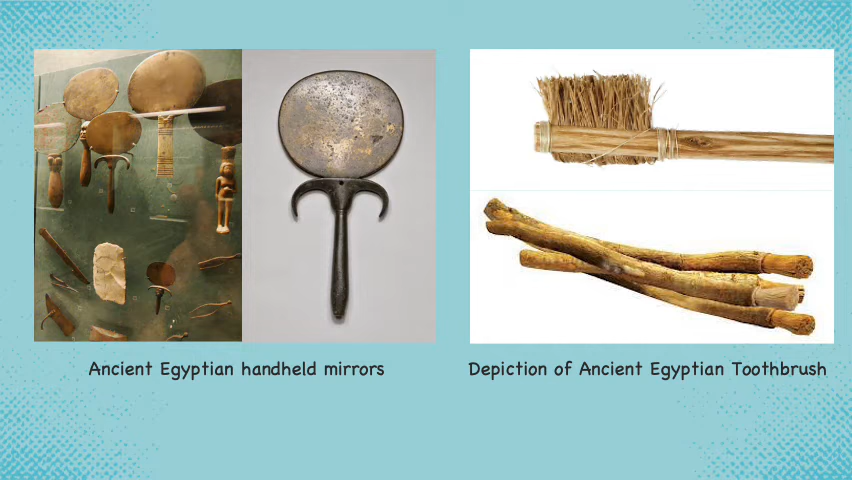 Ancient Egyptian handheld mirrors
Depiction of Ancient Egyptian Toothbrush